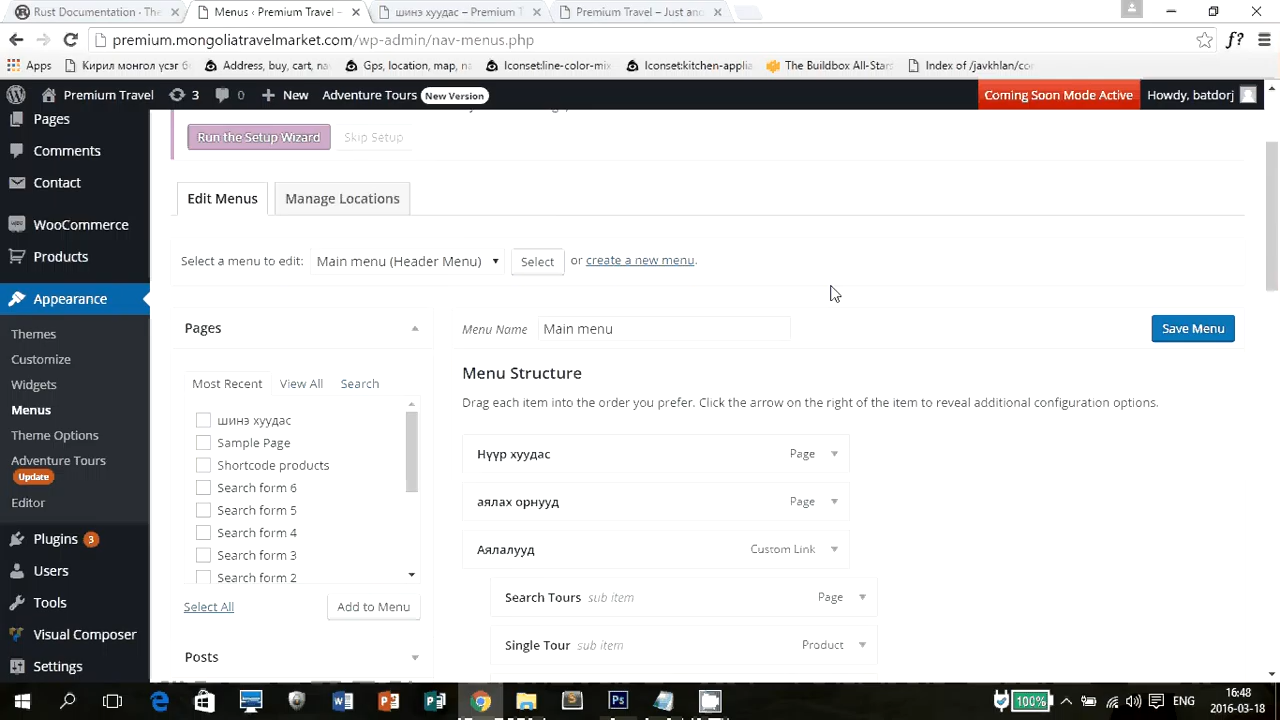 Rust Documentation · The
Menus ‹ Premium Travel –
шинэ хуудас – Premium T
Premium Travel – Just and
premium.mongoliatravelmarket.com/wp-admin/nav-menus.php
f?
Apps
Кирил монгол үсэг б
Address, buy, cart, na
Gps, location, map, n
Iconset:line-color-mix
Iconset:kitchen-applia
The Buildbox All-Stars
Index of /javkhlan/cor
Premium Travel
3
0
New
Adventure Tours
New Version
Coming Soon Mode Active
Howdy, batdorj
Pages
Comments
Contact
WooCommerce
Products
Appearance
Themes
Customize
Widgets
Menus
Theme Options
Adventure Tours
Update
Editor
Plugins 3
Users
Tools
Visual Composer
Settings
Run the Setup Wizard
Skip Setup
Edit Menus
Manage Locations
Select a menu to edit:
Main menu (Header Menu)
Select
or create a new menu.
Pages
Most Recent
View All
Search
шинэ хуудас
Sample Page
Shortcode products
Search form 6
Search form 5
Search form 4
Search form 3
Search form 2
Select All
Add to Menu
Posts
Menu Name
Main menu
Save Menu
Menu Structure
Drag each item into the order you prefer. Click the arrow on the right of the item to reveal additional configuration options.
Нүүр хуудас Page
аялах орнууд Page
Аялалууд Custom Link
Search Tours sub item Page
Single Tour sub item Product
100%
ENG
16:48
2016-03-18